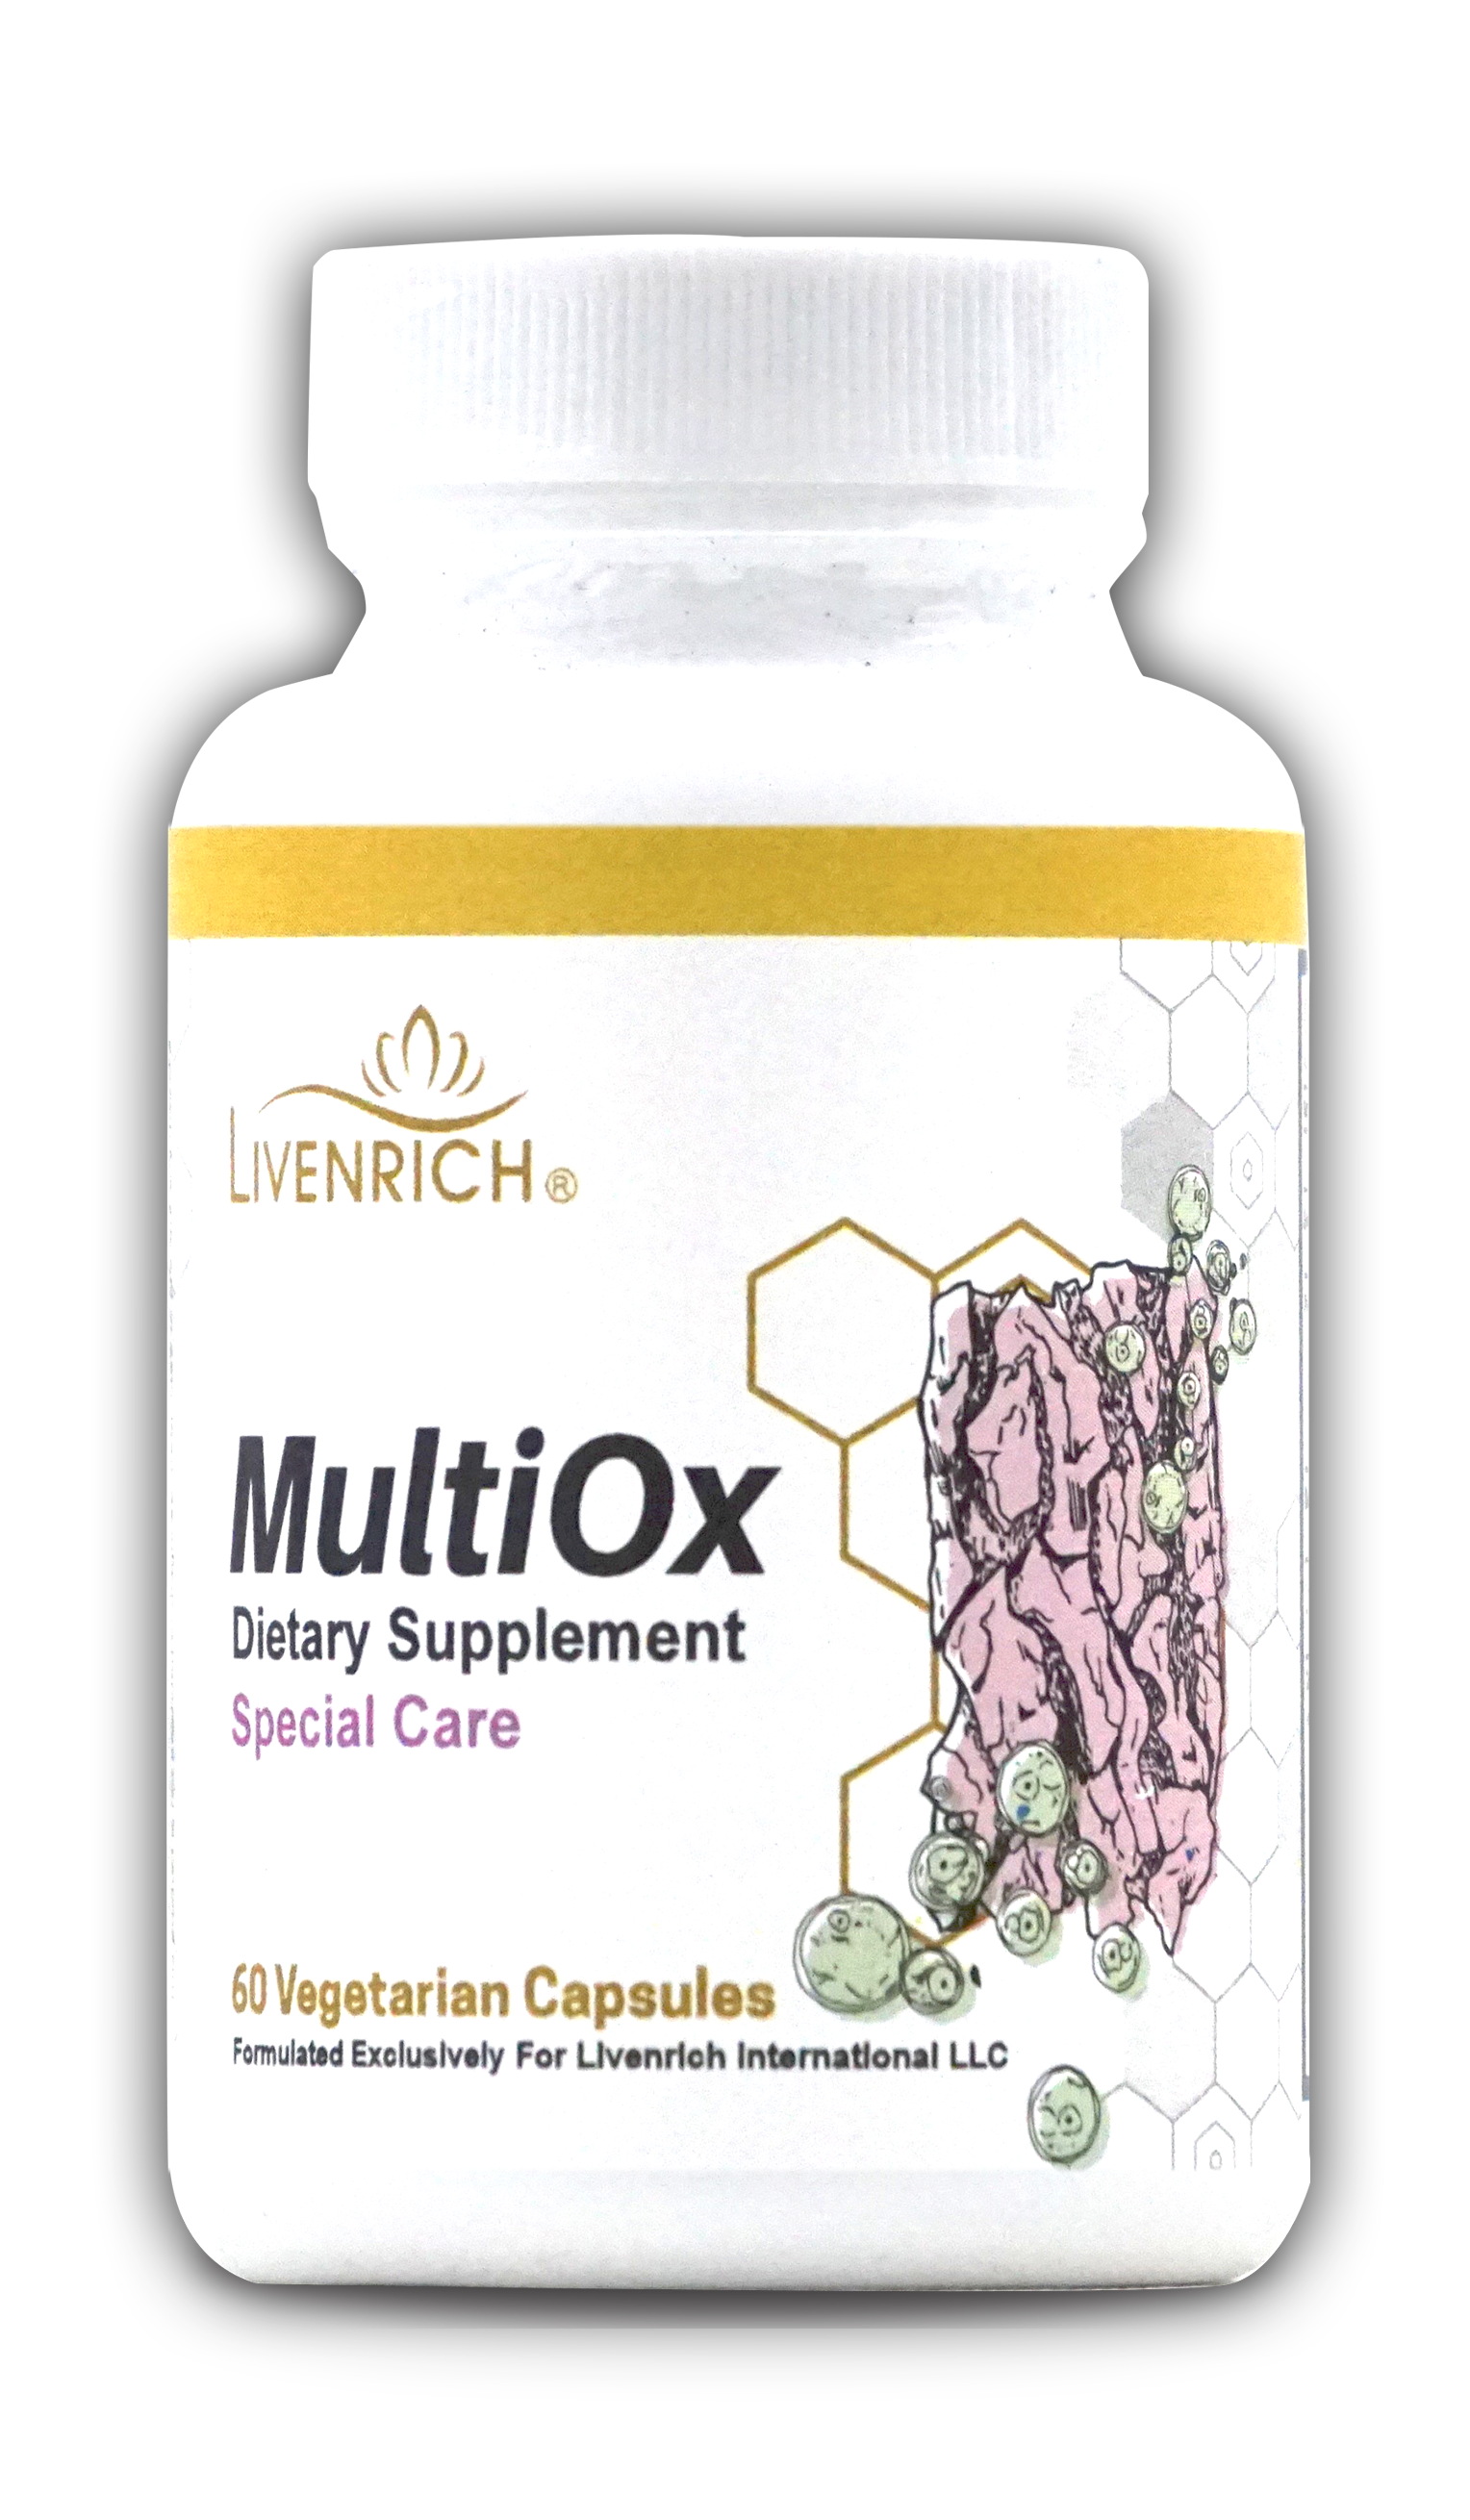 LIVENRICH®
MultiOx
Dietary Supplement
Special Care
60 Vegetarian Capsules
Formulated Exclusively For Livenrich International LLC